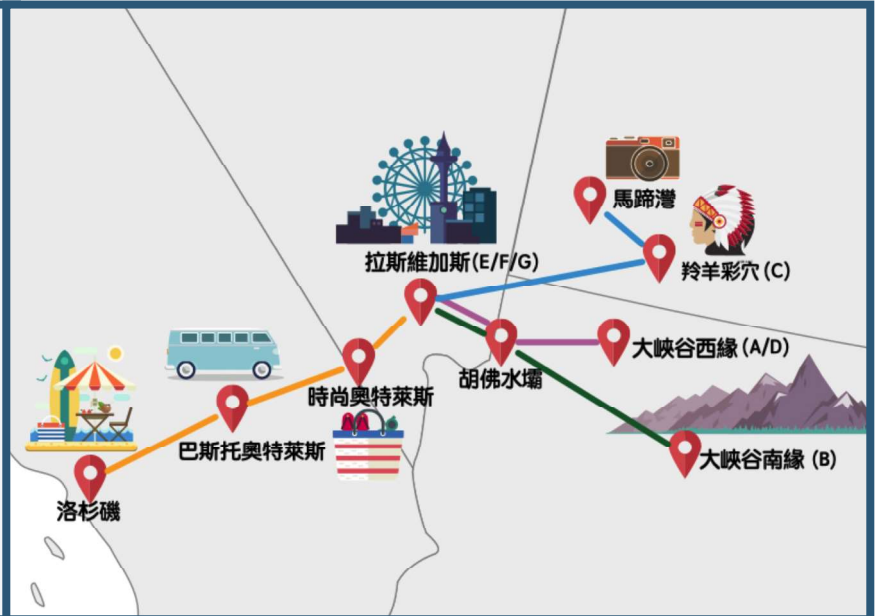 馬蹄灣
拉斯維加斯(E/F/G)
羚羊彩穴(C)
大峽谷西緣(A/D)
胡佛水壩
時尚奧特萊斯
巴斯托奧特萊斯
大峽谷南緣(B)
洛杉磯